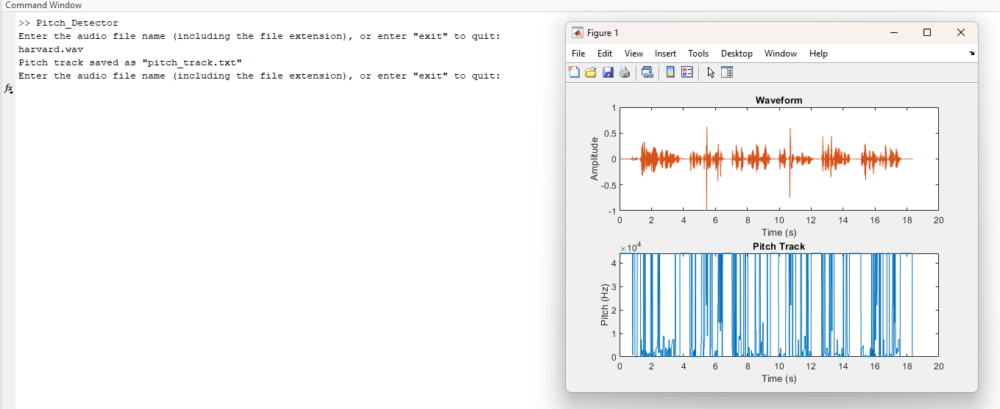 Command Window
>> Pitch_Detector
Enter the audio file name (including the file extension), or enter "exit" to quit:
harvard.wav
Pitch track saved as "pitch_track.txt"
Enter the audio file name (including the file extension), or enter "exit" to quit:
fx
Figure 1
File Edit View Insert Tools Desktop Window Help
Waveform
1
0.5
0
-0.5
-1
Amplitude
0 2 4 6 8 10 12 14 16 18 20
Time (s)
×10^4
Pitch Track
4
3
2
1
0
Pitch (Hz)
0 2 4 6 8 10 12 14 16 18 20
Time (s)